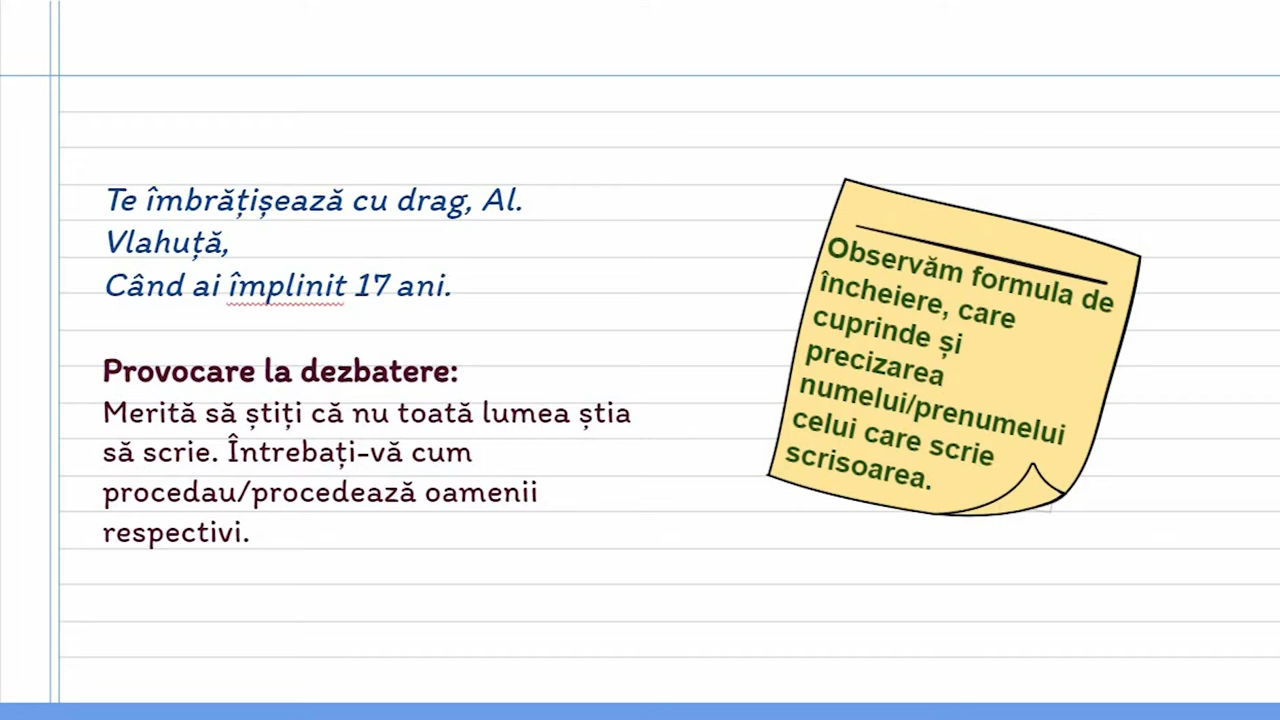 Te îmbrățișează cu drag, Al.
Vlahuță,
Când ai împlinit 17 ani.
Provocare la dezbatere:
Merită să știți că nu toată lumea știa
să scrie. Întrebați-vă cum
procedau/procedează oamenii
respectivi.
Observăm formula de
încheiere, care
cuprinde și
precizarea
numelui/prenumelui
celui care scrie
scrisoarea.